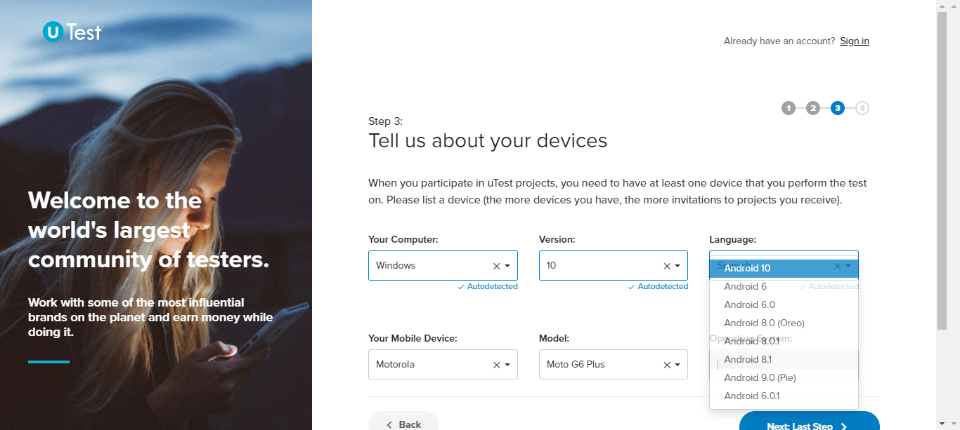 uTest
Welcome to the
world's largest
community of testers.
Work with some of the most influential
brands on the planet and earn money while
doing it.
Already have an account? Sign in
1 2 3 4
Step 3:
Tell us about your devices
When you participate in uTest projects, you need to have at least one device that you perform the test
on. Please list a device (the more devices you have, the more invitations to projects you receive).
Your Computer: Version: Language:
Windows 10
Autodetected Autodetected Autodetected
Your Mobile Device: Model: Operating System:
Motorola Moto G6 Plus
Android 10
Android 6
Android 6.0
Android 8.0 (Oreo)
Android 8.0.1
Android 8.1
Android 9.0 (Pie)
Android 6.0.1
Back Next: Last Step